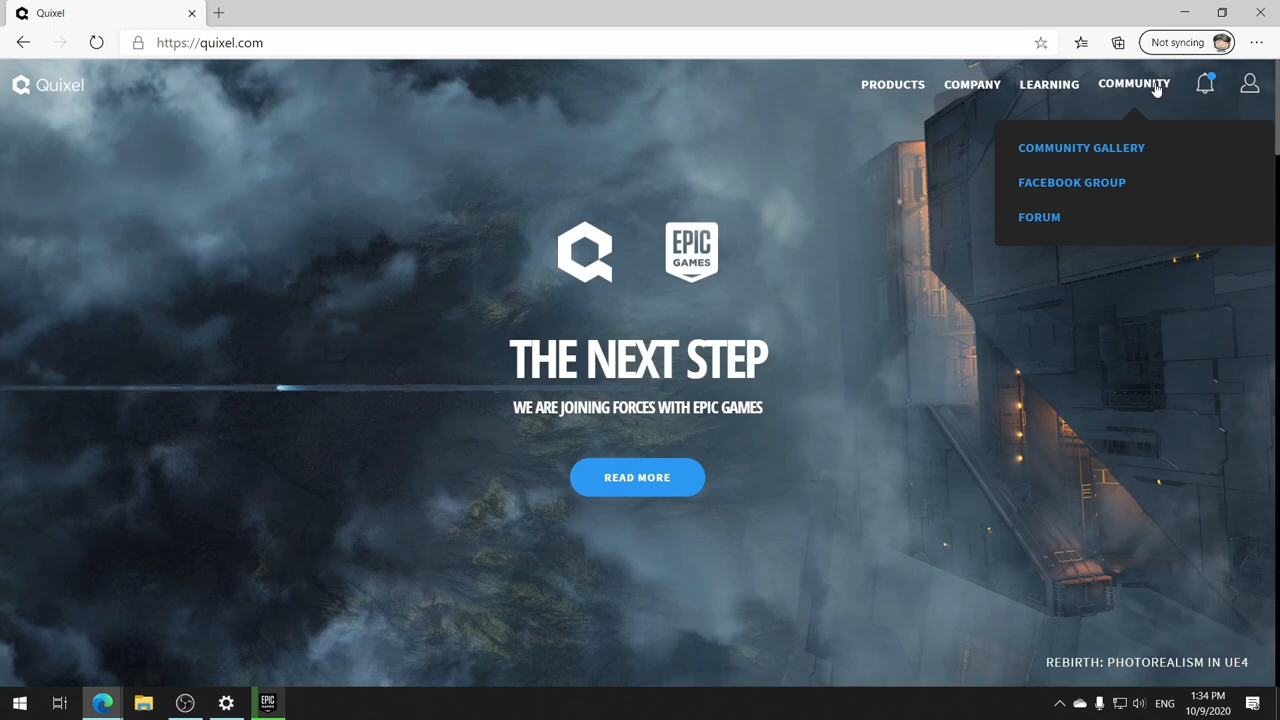 Quixel
https://quixel.com
Not syncing
Quixel
PRODUCTS COMPANY LEARNING COMMUNITY
COMMUNITY GALLERY
FACEBOOK GROUP
FORUM
EPIC
GAMES
THE NEXT STEP
WE ARE JOINING FORCES WITH EPIC GAMES
READ MORE
REBIRTH: PHOTOREALISM IN UE4
EPIC
GAMES
ENG
1:34 PM
10/9/2020